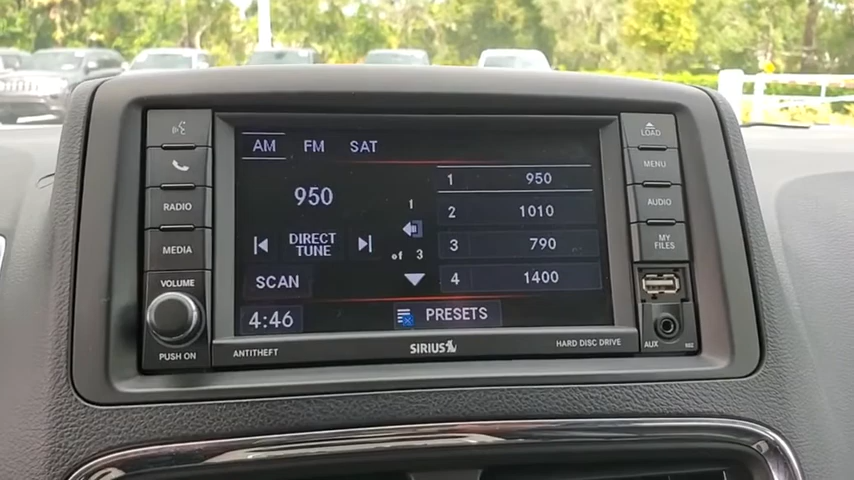 AM FM SAT
950
1
of 3
DIRECT
TUNE
SCAN
4:46
PRESETS
1 950
2 1010
3 790
4 1400
RADIO
MEDIA
VOLUME
PUSH ON
LOAD
MENU
AUDIO
MY
FILES
AUX
ANTITHEFT
SIRIUS
HARD DISC DRIVE